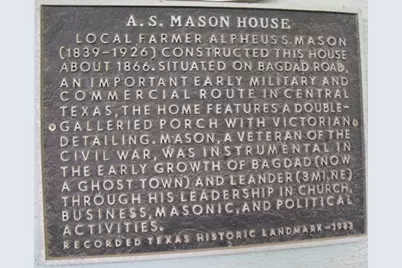 A. S. MASON HOUSE
LOCAL FARMER ALPHEUS S. MASON
(1839-1926) CONSTRUCTED THIS HOUSE
ABOUT 1866. SITUATED ON BAGDAD ROAD,
AN IMPORTANT EARLY MILITARY AND
COMMERCIAL ROUTE IN CENTRAL
TEXAS, THE HOME FEATURES A DOUBLE-
GALLERIED PORCH WITH VICTORIAN
DETAILING. MASON, A VETERAN OF THE
CIVIL WAR, WAS INSTRUMENTAL IN
THE EARLY GROWTH OF BAGDAD (NOW
A GHOST TOWN) AND LEANDER (3 MI. NE)
THROUGH HIS LEADERSHIP IN CHURCH,
BUSINESS, MASONIC, AND POLITICAL
ACTIVITIES.
RECORDED TEXAS HISTORIC LANDMARK-1983